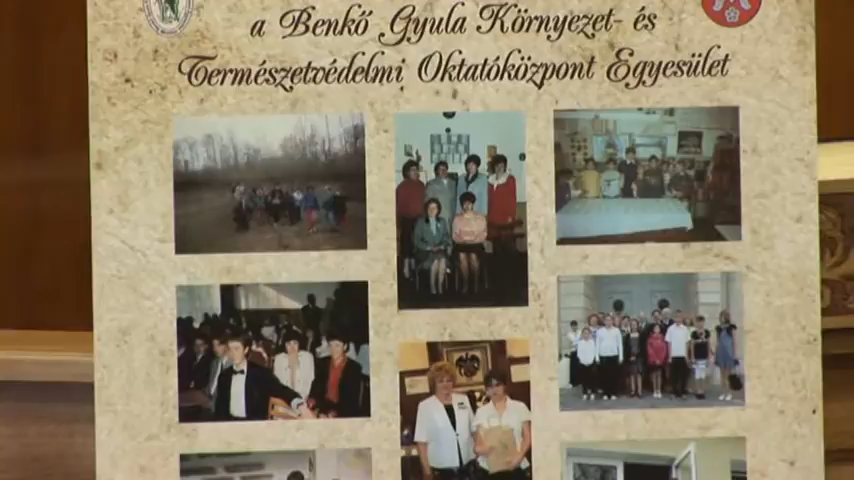 a Benkő Gyula Környezet- és
Természetvédelmi Oktatóközpont Egyesület